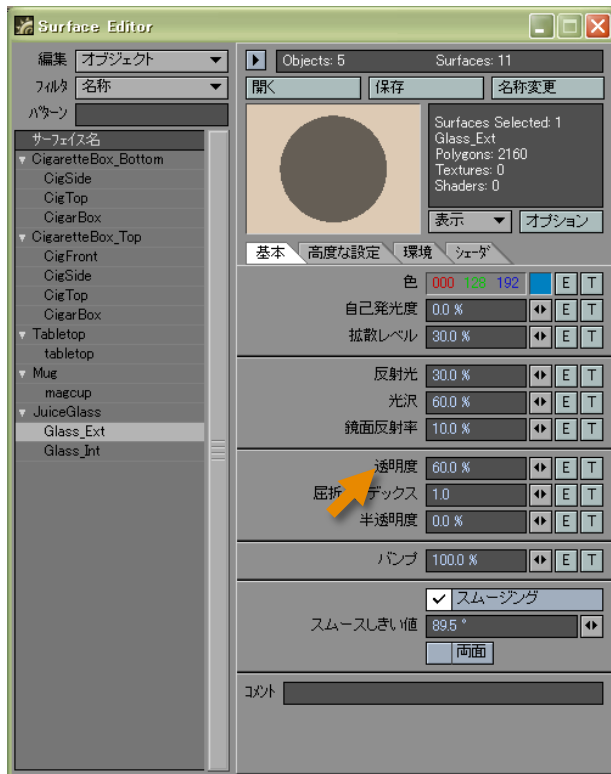 Surface Editor
編集 オブジェクト
フィルタ 名称
パターン
サーフェイス名
CigaretteBox_Bottom
CigSide
CigTop
CigarBox
CigaretteBox_Top
CigFront
CigSide
CigTop
CigarBox
Tabletop
tabletop
Mug
magcup
JuiceGlass
Glass_Ext
Glass_Int
Objects: 5 Surfaces: 11
開く 保存 名称変更
Surfaces Selected: 1
Glass_Ext
Polygons: 2160
Textures: 0
Shaders: 0
表示 オプション
基本 高度な設定 環境 シェーダ
色 000 128 192 E T
自己発光度 0.0 % E T
拡散レベル 30.0 % E T
反射光 30.0 % E T
光沢 60.0 % E T
鏡面反射率 10.0 % E T
透明度 60.0 % E T
屈折 デックス 1.0 E T
半透明度 0.0 % E T
バンプ 100.0 % E T
スムージング
スムースしきい値 89.5 °
両面
コメント